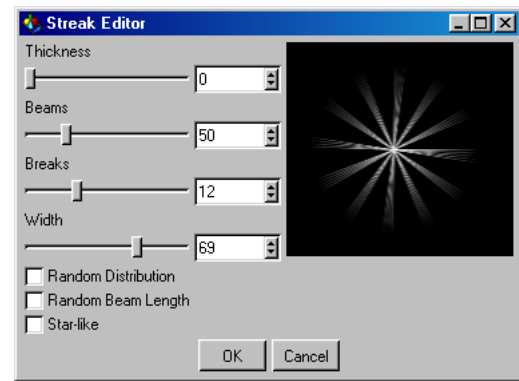 Streak Editor
Thickness
0
Beams
50
Breaks
12
Width
69
Random Distribution
Random Beam Length
Star-like
OK Cancel